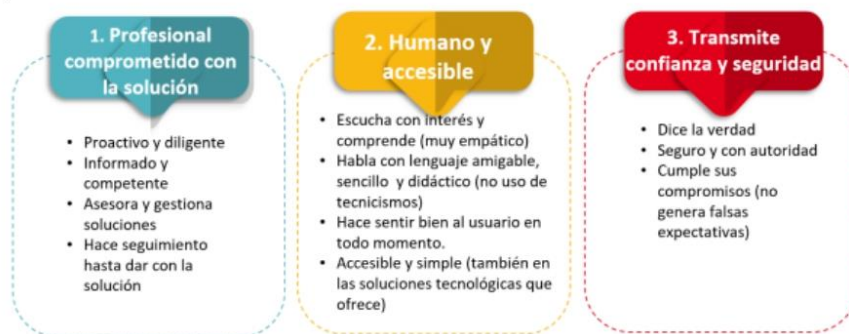 1. Profesional
comprometido con
la solución
• Proactivo y diligente
• Informado y
competente
• Asesora y gestiona
soluciones
• Hace seguimiento
hasta dar con la
solución
2. Humano y
accesible
• Escucha con interés y
comprende (muy empático)
• Habla con lenguaje amigable,
sencillo y didáctico (no uso de
tecnicismos)
• Hace sentir bien al usuario en
todo momento.
• Accesible y simple (también en
las soluciones tecnológicas que
ofrece)
3. Transmite
confianza y seguridad
• Dice la verdad
• Seguro y con autoridad
• Cumple sus
compromisos (no
genera falsas
expectativas)